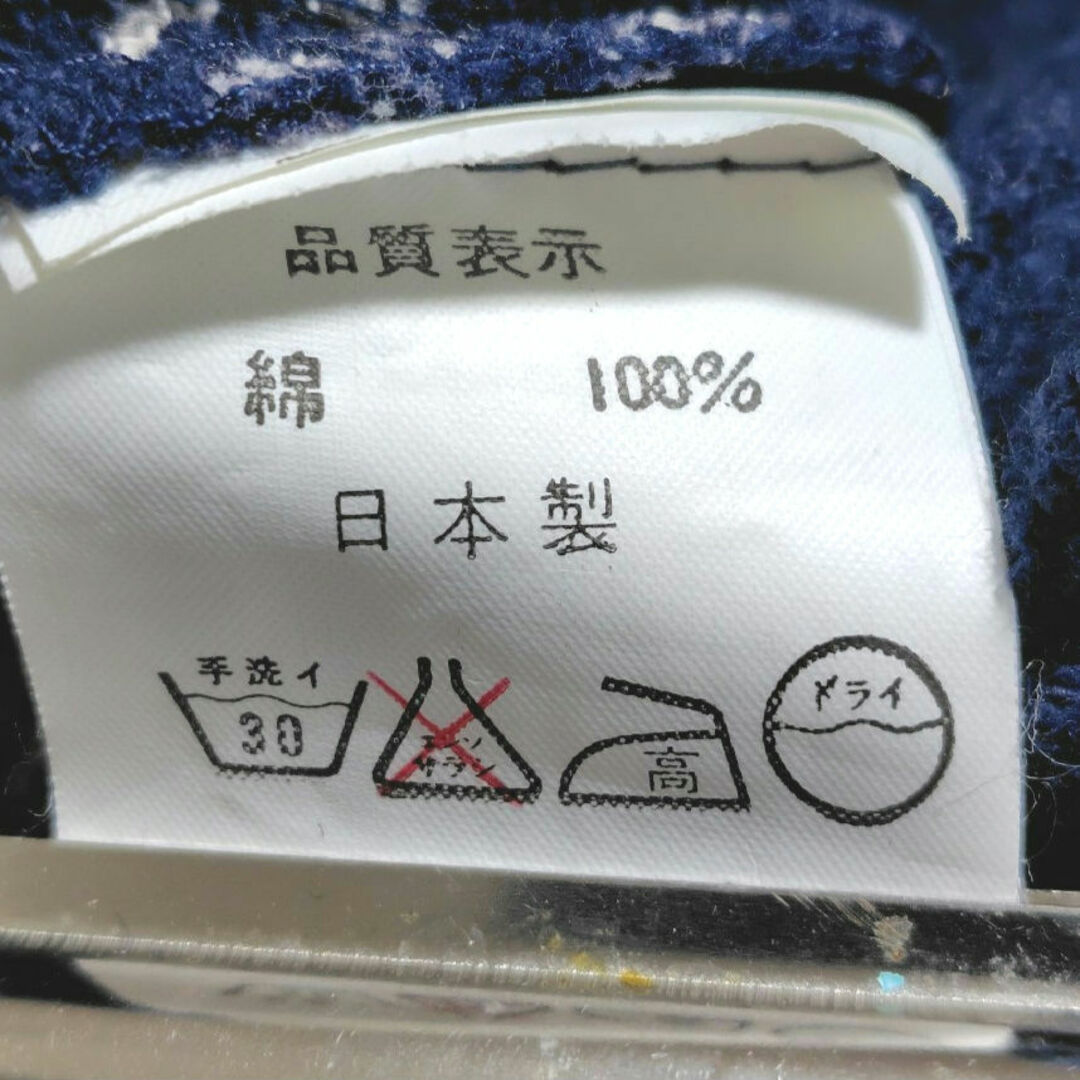 品質表示
綿 100%
日本製
手洗イ
30
エンソ
サラシ
高
ドライ